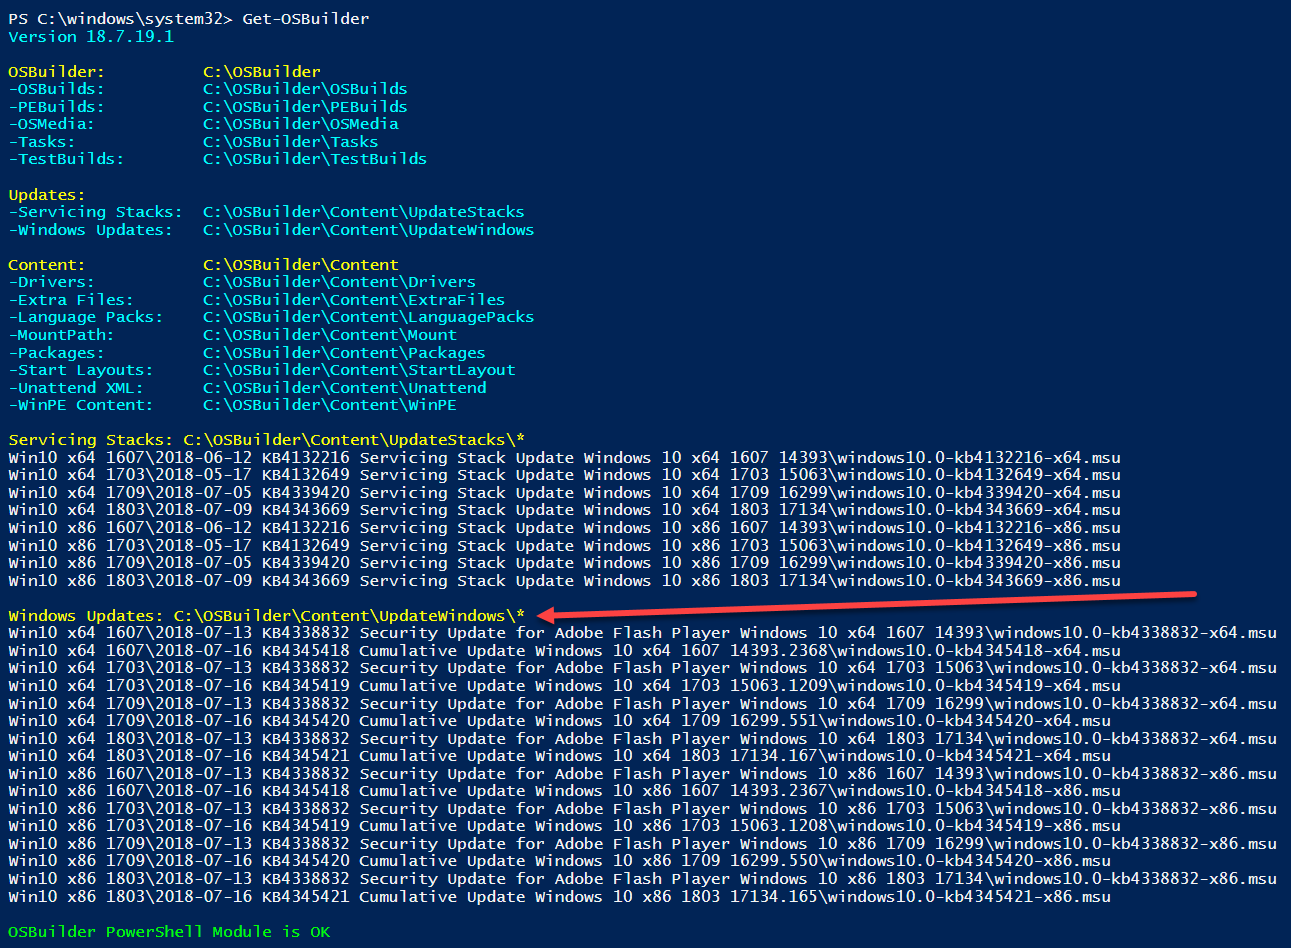 PS C:\windows\system32> Get-OSBuilder
Version 18.7.19.1
OSBuilder: C:\OSBuilder
-OSBuilds: C:\OSBuilder\OSBuilds
-PEBuilds: C:\OSBuilder\PEBuilds
-OSMedia: C:\OSBuilder\OSMedia
-Tasks: C:\OSBuilder\Tasks
-TestBuilds: C:\OSBuilder\TestBuilds
Updates:
-Servicing Stacks: C:\OSBuilder\Content\UpdateStacks
-Windows Updates: C:\OSBuilder\Content\UpdateWindows
Content: C:\OSBuilder\Content
-Drivers: C:\OSBuilder\Content\Drivers
-Extra Files: C:\OSBuilder\Content\ExtraFiles
-Language Packs: C:\OSBuilder\Content\LanguagePacks
-MountPath: C:\OSBuilder\Content\Mount
-Packages: C:\OSBuilder\Content\Packages
-Start Layouts: C:\OSBuilder\Content\StartLayout
-Unattend XML: C:\OSBuilder\Content\Unattend
-WinPE Content: C:\OSBuilder\Content\WinPE
Servicing Stacks: C:\OSBuilder\Content\UpdateStacks\*
Win10 x64 1607\2018-06-12 KB4132216 Servicing Stack Update Windows 10 x64 1607 14393\windows10.0-kb4132216-x64.msu
Win10 x64 1703\2018-05-17 KB4132649 Servicing Stack Update Windows 10 x64 1703 15063\windows10.0-kb4132649-x64.msu
Win10 x64 1709\2018-07-05 KB4339420 Servicing Stack Update Windows 10 x64 1709 16299\windows10.0-kb4339420-x64.msu
Win10 x64 1803\2018-07-09 KB4343669 Servicing Stack Update Windows 10 x64 1803 17134\windows10.0-kb4343669-x64.msu
Win10 x86 1607\2018-06-12 KB4132216 Servicing Stack Update Windows 10 x86 1607 14393\windows10.0-kb4132216-x86.msu
Win10 x86 1703\2018-05-17 KB4132649 Servicing Stack Update Windows 10 x86 1703 15063\windows10.0-kb4132649-x86.msu
Win10 x86 1709\2018-07-05 KB4339420 Servicing Stack Update Windows 10 x86 1709 16299\windows10.0-kb4339420-x86.msu
Win10 x86 1803\2018-07-09 KB4343669 Servicing Stack Update Windows 10 x86 1803 17134\windows10.0-kb4343669-x86.msu
Windows Updates: C:\OSBuilder\Content\UpdateWindows\*
Win10 x64 1607\2018-07-13 KB4338832 Security Update for Adobe Flash Player Windows 10 x64 1607 14393\windows10.0-kb4338832-x64.msu
Win10 x64 1607\2018-07-16 KB4345418 Cumulative Update Windows 10 x64 1607 14393.2368\windows10.0-kb4345418-x64.msu
Win10 x64 1703\2018-07-13 KB4338832 Security Update for Adobe Flash Player Windows 10 x64 1703 15063\windows10.0-kb4338832-x64.msu
Win10 x64 1703\2018-07-16 KB4345419 Cumulative Update Windows 10 x64 1703 15063.1209\windows10.0-kb4345419-x64.msu
Win10 x64 1709\2018-07-13 KB4338832 Security Update for Adobe Flash Player Windows 10 x64 1709 16299\windows10.0-kb4338832-x64.msu
Win10 x64 1709\2018-07-16 KB4345420 Cumulative Update Windows 10 x64 1709 16299.551\windows10.0-kb4345420-x64.msu
Win10 x64 1803\2018-07-13 KB4338832 Security Update for Adobe Flash Player Windows 10 x64 1803 17134\windows10.0-kb4338832-x64.msu
Win10 x64 1803\2018-07-16 KB4345421 Cumulative Update Windows 10 x64 1803 17134.167\windows10.0-kb4345421-x64.msu
Win10 x86 1607\2018-07-13 KB4338832 Security Update for Adobe Flash Player Windows 10 x86 1607 14393\windows10.0-kb4338832-x86.msu
Win10 x86 1607\2018-07-16 KB4345418 Cumulative Update Windows 10 x86 1607 14393.2367\windows10.0-kb4345418-x86.msu
Win10 x86 1703\2018-07-13 KB4338832 Security Update for Adobe Flash Player Windows 10 x86 1703 15063\windows10.0-kb4338832-x86.msu
Win10 x86 1703\2018-07-16 KB4345419 Cumulative Update Windows 10 x86 1703 15063.1208\windows10.0-kb4345419-x86.msu
Win10 x86 1709\2018-07-13 KB4338832 Security Update for Adobe Flash Player Windows 10 x86 1709 16299\windows10.0-kb4338832-x86.msu
Win10 x86 1709\2018-07-16 KB4345420 Cumulative Update Windows 10 x86 1709 16299.550\windows10.0-kb4345420-x86.msu
Win10 x86 1803\2018-07-13 KB4338832 Security Update for Adobe Flash Player Windows 10 x86 1803 17134\windows10.0-kb4338832-x86.msu
Win10 x86 1803\2018-07-16 KB4345421 Cumulative Update Windows 10 x86 1803 17134.165\windows10.0-kb4345421-x86.msu
OSBuilder PowerShell Module is OK